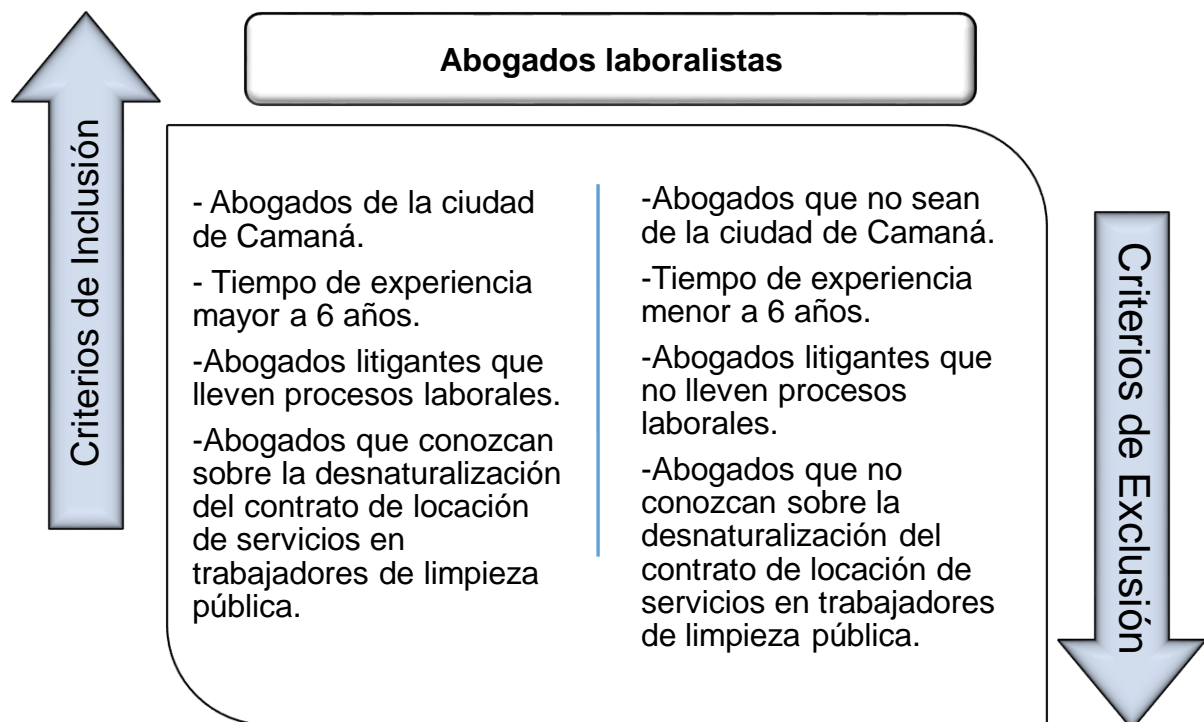 Abogados laboralistas
Criterios de Inclusión
- Abogados de la ciudad
de Camaná.
- Tiempo de experiencia
mayor a 6 años.
-Abogados litigantes que
lleven procesos laborales.
-Abogados que conozcan
sobre la desnaturalización
del contrato de locación
de servicios en
trabajadores de limpieza
pública.
-Abogados que no sean
de la ciudad de Camaná.
-Tiempo de experiencia
menor a 6 años.
-Abogados litigantes que
no lleven procesos
laborales.
-Abogados que no
conozcan sobre la
desnaturalización del
contrato de locación de
servicios en trabajadores
de limpieza pública.
Criterios de Exclusión